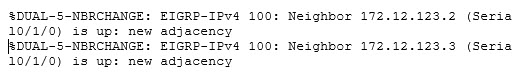 %DUAL-5-NBRCHANGE: EIGRP-IPv4 100: Neighbor 172.12.123.2 (Seria
l0/1/0) is up: new adjacency
%DUAL-5-NBRCHANGE: EIGRP-IPv4 100: Neighbor 172.12.123.3 (Seria
l0/1/0) is up: new adjacency